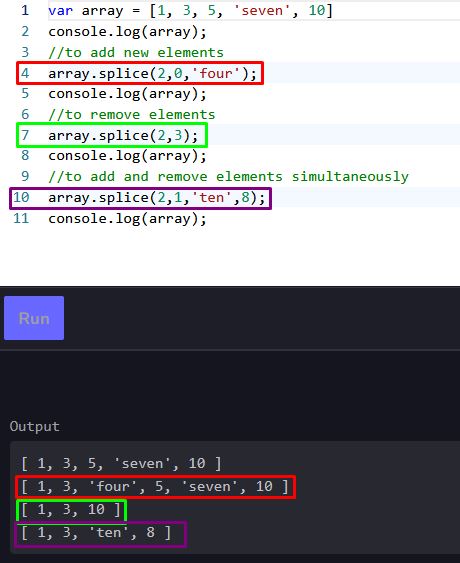 1 var array = [1, 3, 5, 'seven', 10]
2 console.log(array);
3 //to add new elements
4 array.splice(2,0,'four');
5 console.log(array);
6 //to remove elements
7 array.splice(2,3);
8 console.log(array);
9 //to add and remove elements simultaneously
10 array.splice(2,1,'ten',8);
11 console.log(array);
Run
Output
[ 1, 3, 5, 'seven', 10 ]
[ 1, 3, 'four', 5, 'seven', 10 ]
[ 1, 3, 10 ]
[ 1, 3, 'ten', 8 ]